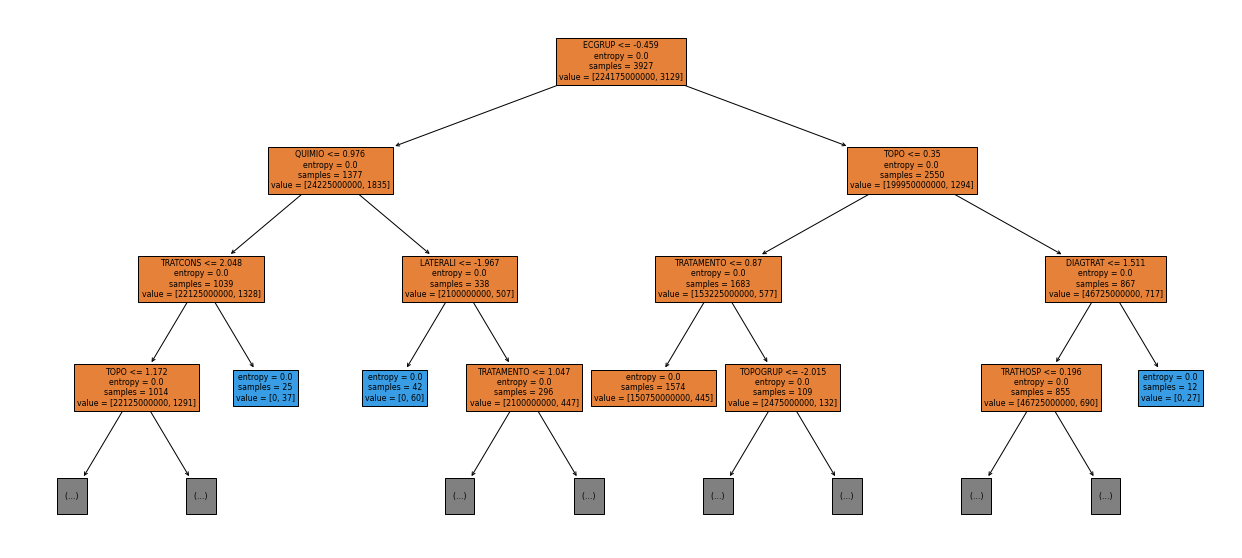 ECGRUP <= -0.459
entropy = 0.0
samples = 3927
value = [224175000000, 3129]
QUIMIO <= 0.976
entropy = 0.0
samples = 1377
value = [24225000000, 1835]
TOPO <= 0.35
entropy = 0.0
samples = 2550
value = [199950000000, 1294]
TRATCONS <= 2.048
entropy = 0.0
samples = 1039
value = [22125000000, 1328]
LATERALI <= -1.967
entropy = 0.0
samples = 338
value = [2100000000, 507]
TRATAMENTO <= 0.87
entropy = 0.0
samples = 1683
value = [153225000000, 577]
DIAGTRAT <= 1.511
entropy = 0.0
samples = 867
value = [46725000000, 717]
TOPO <= 1.172
entropy = 0.0
samples = 1014
value = [22125000000, 1291]
entropy = 0.0
samples = 25
value = [0, 37]
entropy = 0.0
samples = 42
value = [0, 60]
TRATAMENTO <= 1.047
entropy = 0.0
samples = 296
value = [2100000000, 447]
entropy = 0.0
samples = 1574
value = [150750000000, 445]
TOPOGRUP <= -2.015
entropy = 0.0
samples = 109
value = [2475000000, 132]
TRATHOSP <= 0.196
entropy = 0.0
samples = 855
value = [46725000000, 690]
entropy = 0.0
samples = 12
value = [0, 27]
(...)
(...)
(...)
(...)
(...)
(...)
(...)
(...)